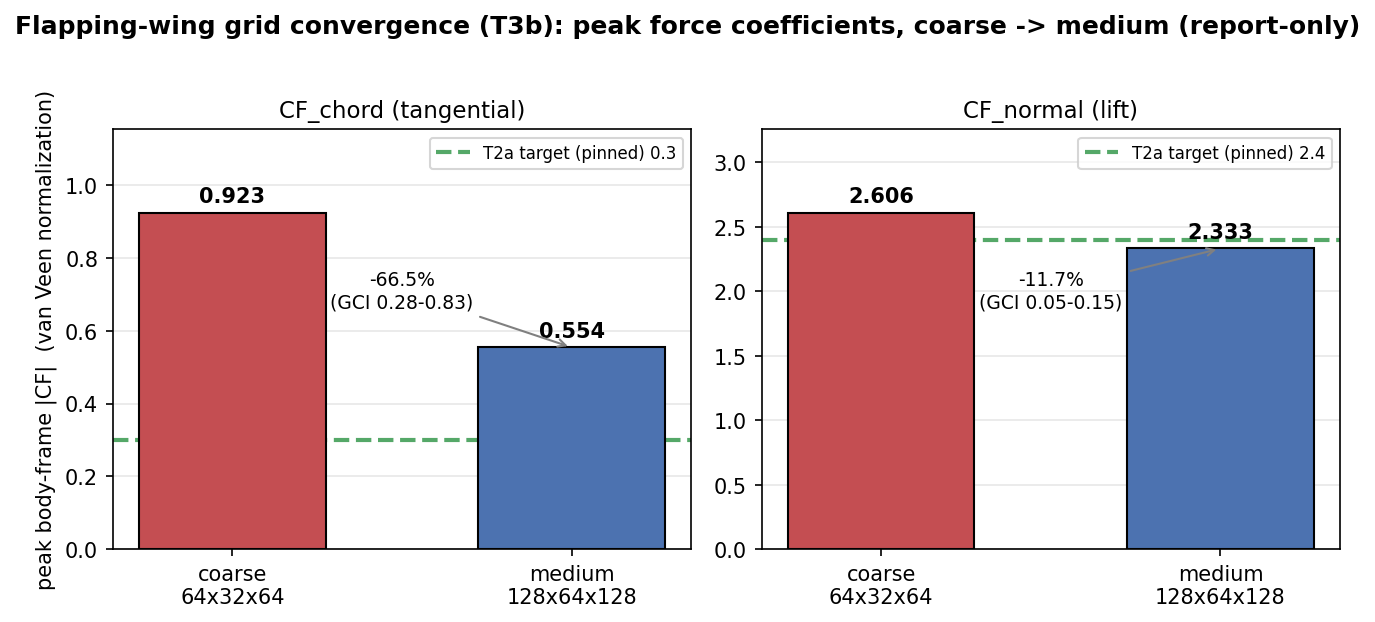 Flapping-wing grid convergence (T3b): peak force coefficients, coarse -> medium (report-only)
peak body-frame |CF|  (van Veen normalization)
CF_chord (tangential)
T2a target (pinned) 0.3
1.0
0.8
0.6
0.4
0.2
0.0
0.923
-66.5%
(GCI 0.28-0.83)
0.554
coarse
64x32x64
medium
128x64x128
CF_normal (lift)
T2a target (pinned) 2.4
3.0
2.5
2.0
1.5
1.0
0.5
0.0
2.606
2.333
-11.7%
(GCI 0.05-0.15)
coarse
64x32x64
medium
128x64x128